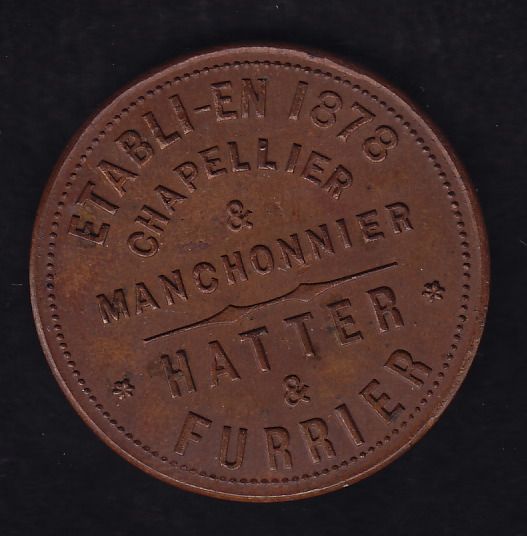 ETABLI-EN 1878
CHAPELLIER
&
MANCHONNIER
* HATTER *
&
FURRIER